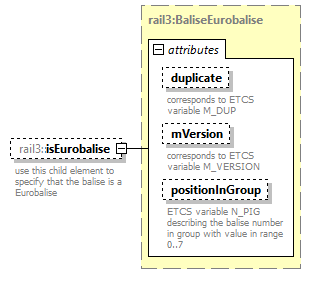 rail3:BaliseEurobalise
attributes
duplicate
corresponds to ETCS
variable M_DUP
mVersion
corresponds to ETCS
variable M_VERSION
positionInGroup
ETCS variable N_PIG
describing the balise number
in group with value in range
0..7
rail3:isEurobalise
use this child element to
specify that the balise is a
Eurobalise